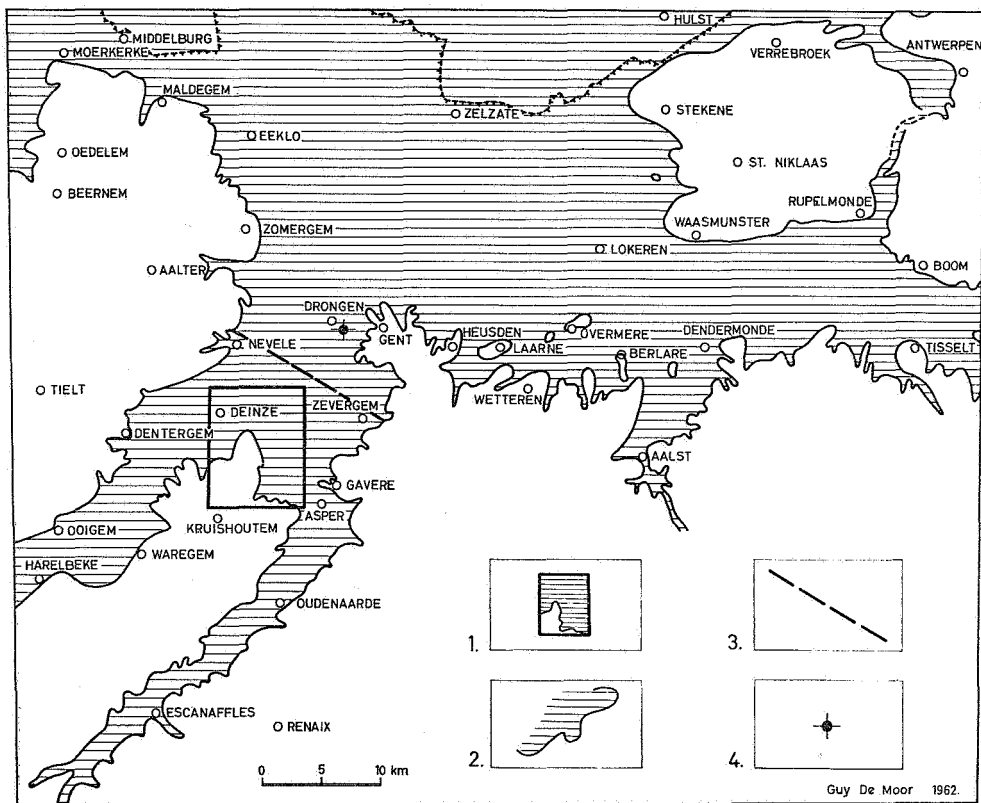 HULST
MIDDELBURG
MOERKERKE
VERREBROEK
ANTWERPEN
MALDEGEM
STEKENE
ZELZATE
EEKLO
OEDELEM
ST. NIKLAAS
BEERNEM
RUPELMONDE
ZOMERGEM
WAASMUNSTER
LOKEREN
AALTER
BOOM
DRONGEN
GENT
HEUSDEN
OVERMERE
DENDERMONDE
NEVELE
LAARNE
BERLARE
TISSELT
TIELT
WETTEREN
DEINZE
ZEVERGEM
DENTERGEM
AALST
GAVERE
ASPER
KRUISHOUTEM
OOIGEM
WAREGEM
HARELBEKE
OUDENAARDE
1.
3.
ESCANAFFLES
RENAIX
2.
4.
0 5 10 km
Guy De Moor 1962.